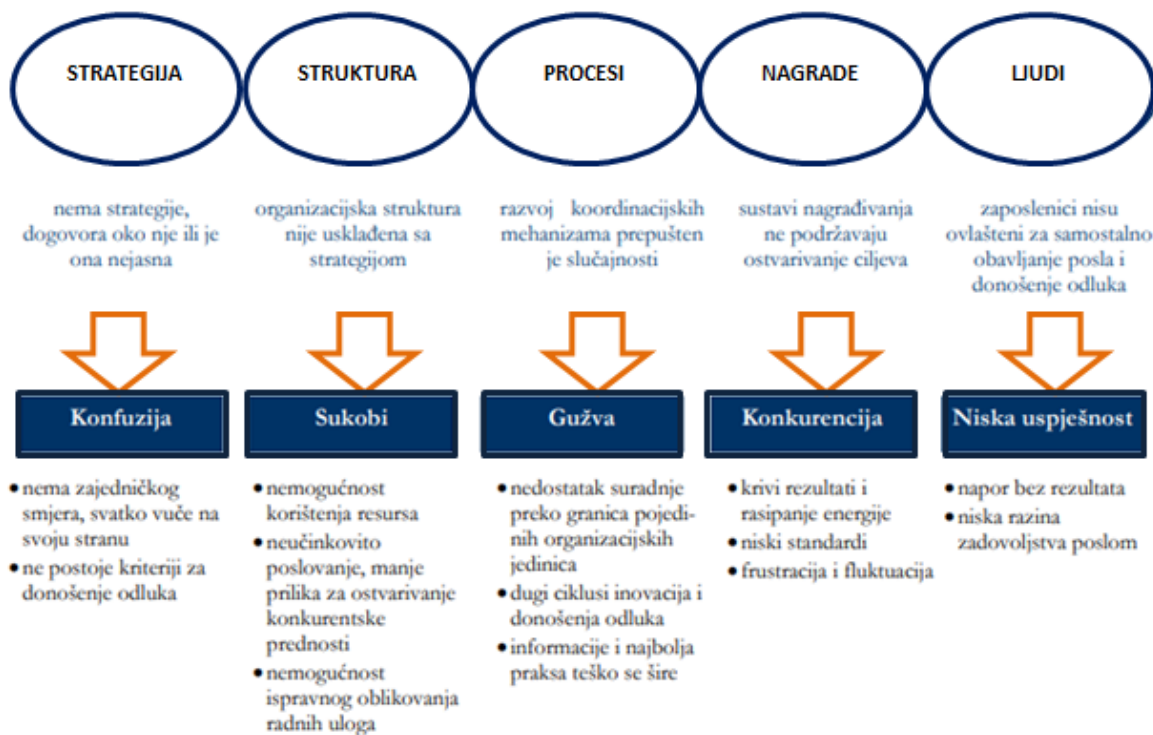 STRATEGIJA
STRUKTURA
PROCESI
NAGRADE
LJUDI
nema strategije,
dogovora oko nje ili je
ona nejasna
organizacijska struktura
nije usklađena sa
strategijom
razvoj koordinacijskih
mehanizama prepušten
je slučajnosti
sustavi nagrađivanja
ne podržavaju
ostvarivanje ciljeva
zaposlenici nisu
ovlašteni za samostalno
obavljanje posla i
donošenje odluka
Konfuzija
Sukobi
Gužva
Konkurencija
Niska uspješnost
• nema zajedničkog
smjera, svatko vuče na
svoju stranu
• ne postoje kriteriji za
donošenje odluka
• nemogućnost
korištenja resursa
• neučinkovito
poslovanje, manje
prilika za ostvarivanje
konkurentske
prednosti
• nemogućnost
ispravnog oblikovanja
radnih uloga
• nedostatak suradnje
preko granica pojedi-
nih organizacijskih
jedinica
• dugi ciklusi inovacija i
donošenja odluka
• informacije i najbolja
praksa teško se šire
• krivi rezultati i
rasipanje energije
• niski standardi
• frustracija i fluktuacija
• napor bez rezultata
• niska razina
zadovoljstva poslom